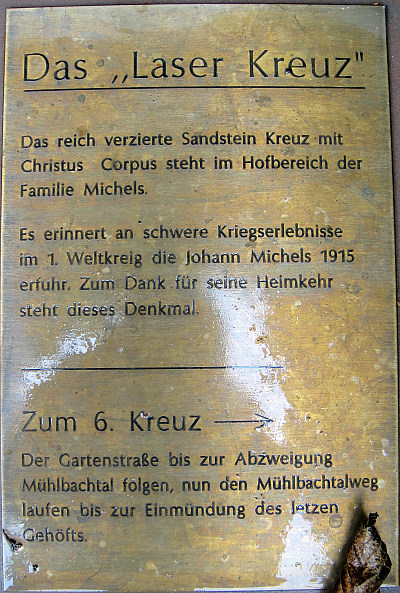 Das ,,Laser Kreuz"
Das reich verzierte Sandstein Kreuz mit
Christus Corpus steht im Hofbereich der
Familie Michels.
Es erinnert an schwere Kriegserlebnisse
im 1. Weltkreig die Johann Michels 1915
erfuhr. Zum Dank für seine Heimkehr
steht dieses Denkmal.
Zum 6. Kreuz →
Der Gartenstraße bis zur Abzweigung
Mühlbachtal folgen, nun den Mühlbachtalweg
laufen bis zur Einmündung des letzen
Gehöfts.